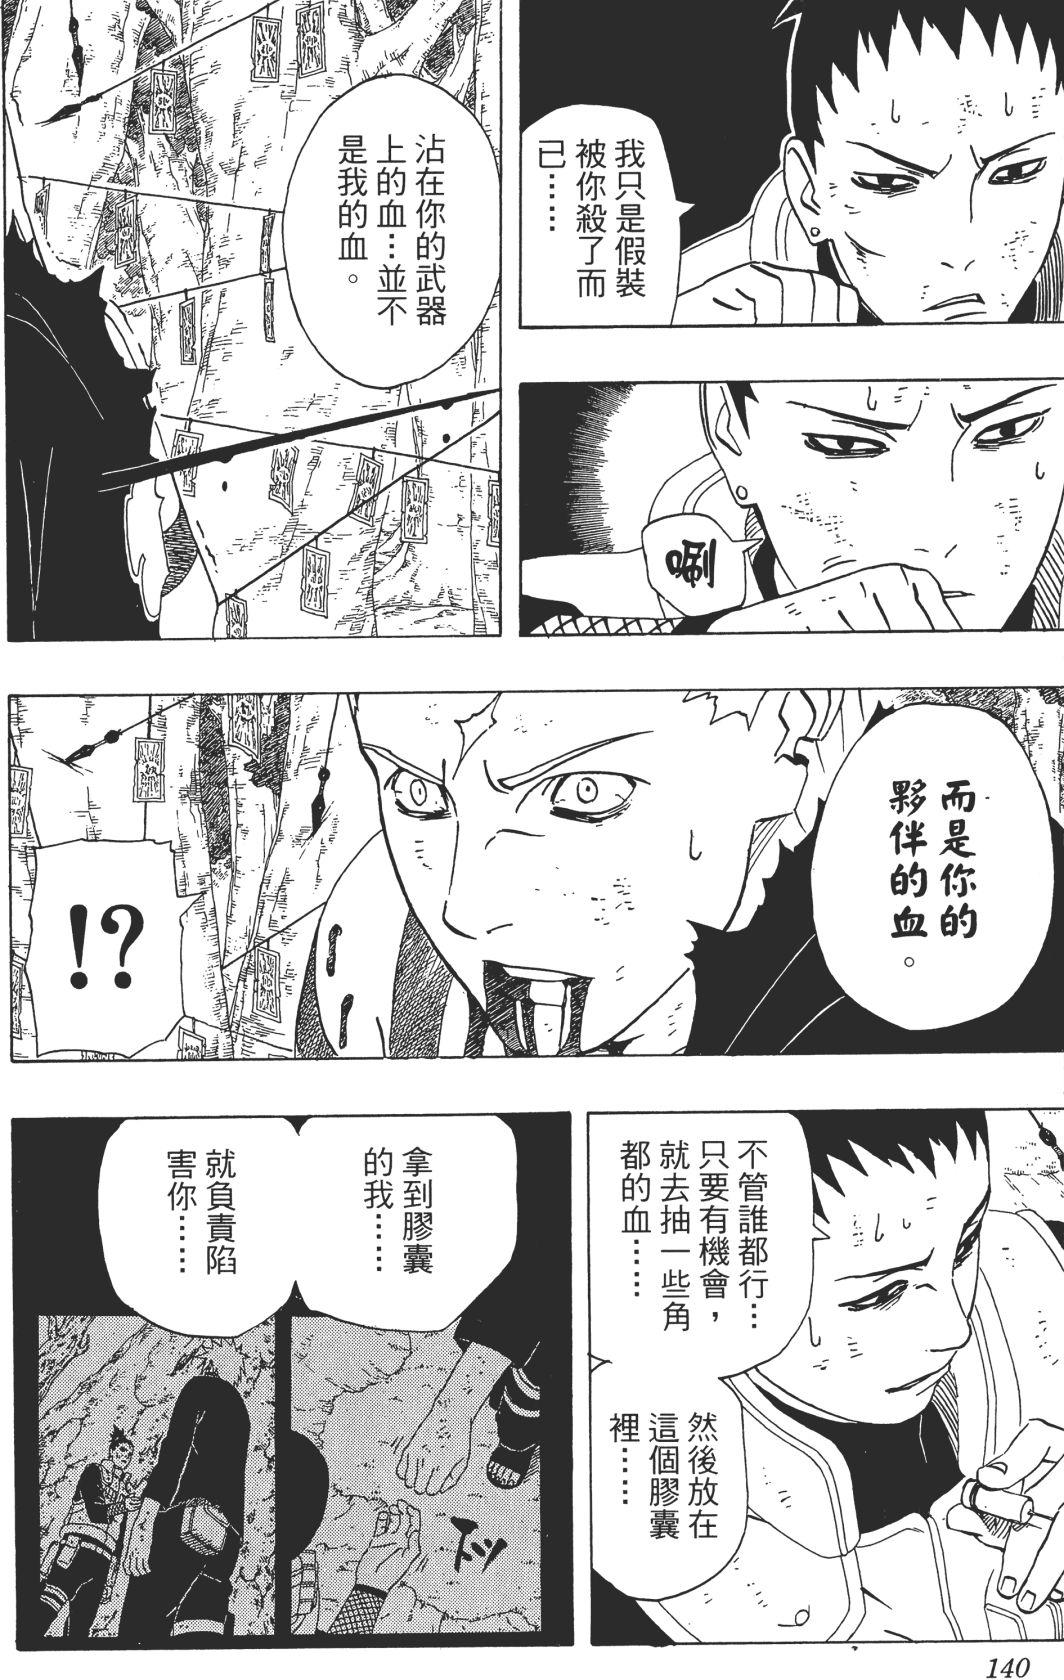 我只是假裝
被你殺了而
已……
唰
沾在你的武器
上的血…並不
是我的血。
而是你的
夥伴的血。
!?
不管誰都行…
只要有機會，
就去抽一些角
都的血……
然後放在
這個膠囊
裡……
拿到膠囊
的我……
就負責陷
害你……
ドッ
140